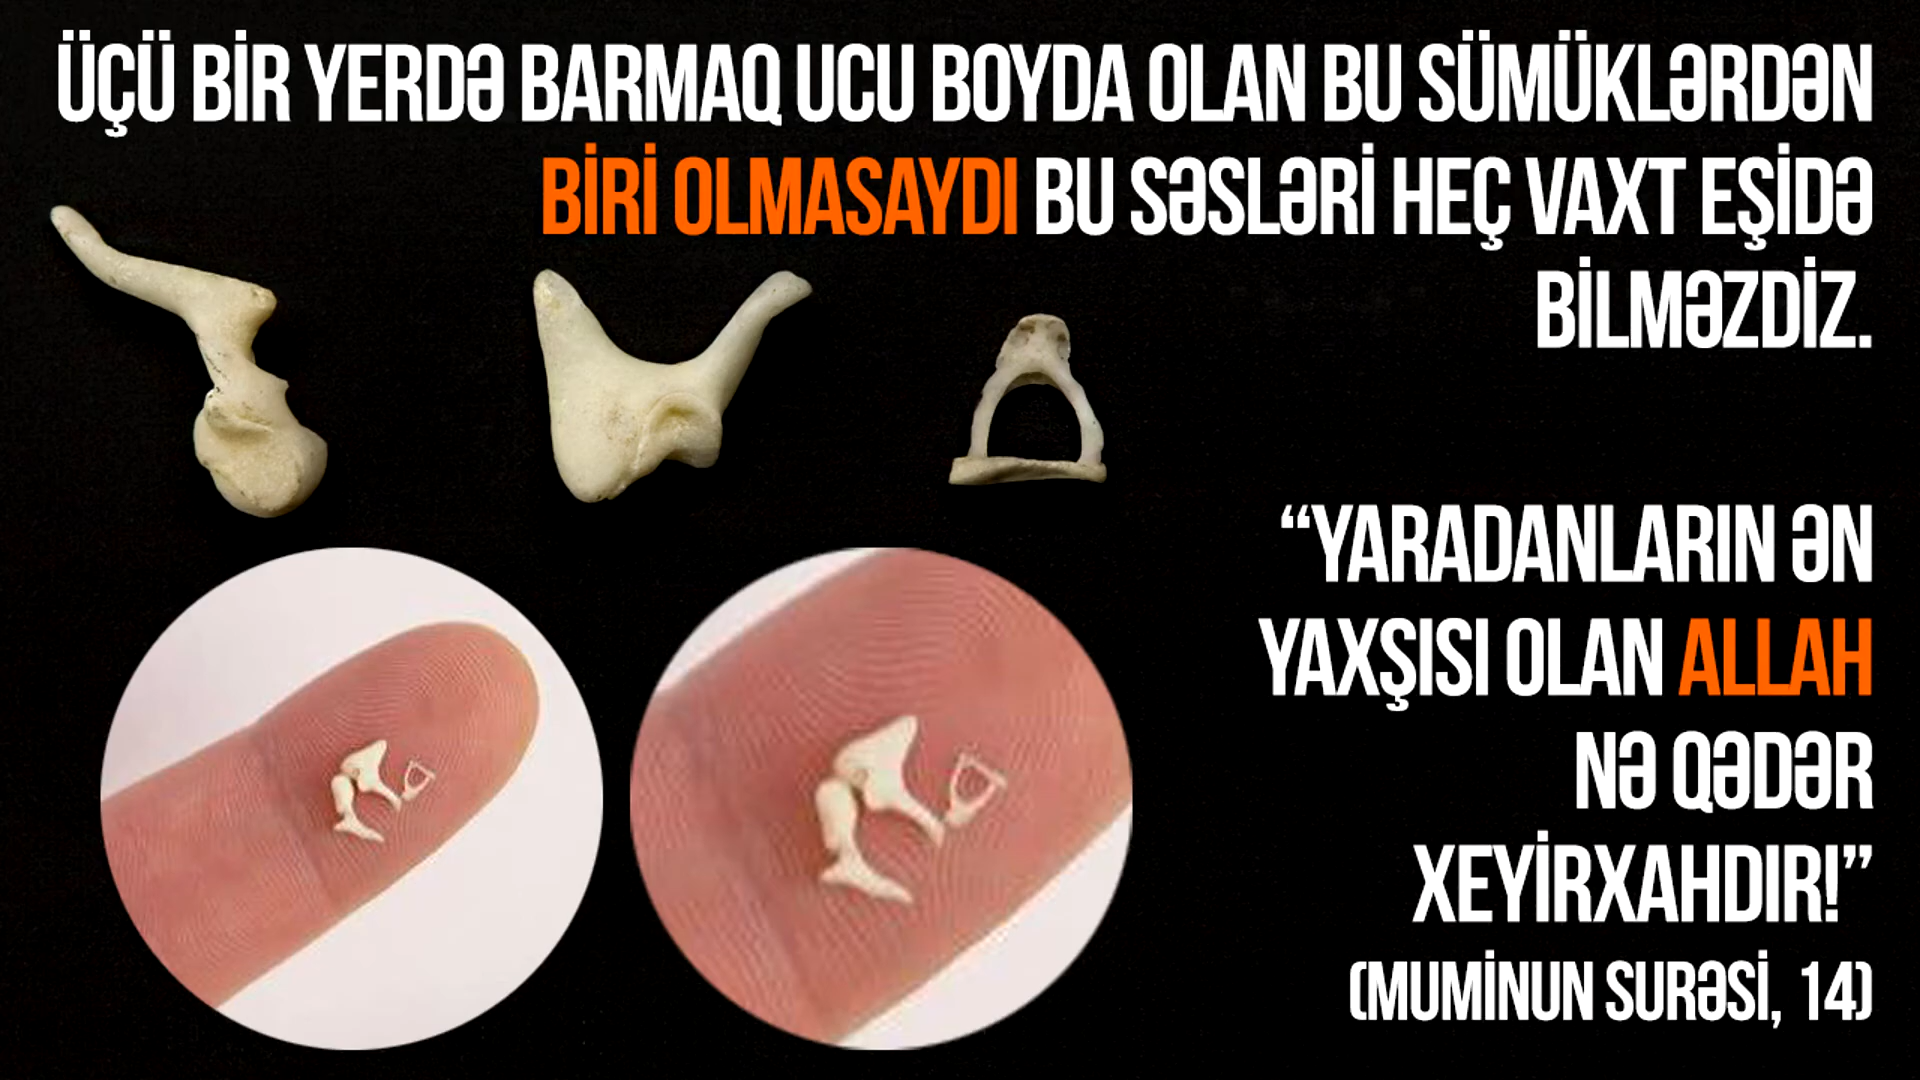 ÜÇÜ BİR YERDƏ BARMAQ UCU BOYDA OLAN BU SÜMÜKLƏRDƏN
BİRİ OLMASAYDI BU SƏSLƏRİ HEÇ VAXT EŞİDƏ
BİLMƏZDİZ.
“YARADANLARIN ƏN
YAXŞISI OLAN ALLAH
NƏ QƏDƏR
XEYİRXAHDIR!”
(MUMİNUN SURƏSİ, 14)